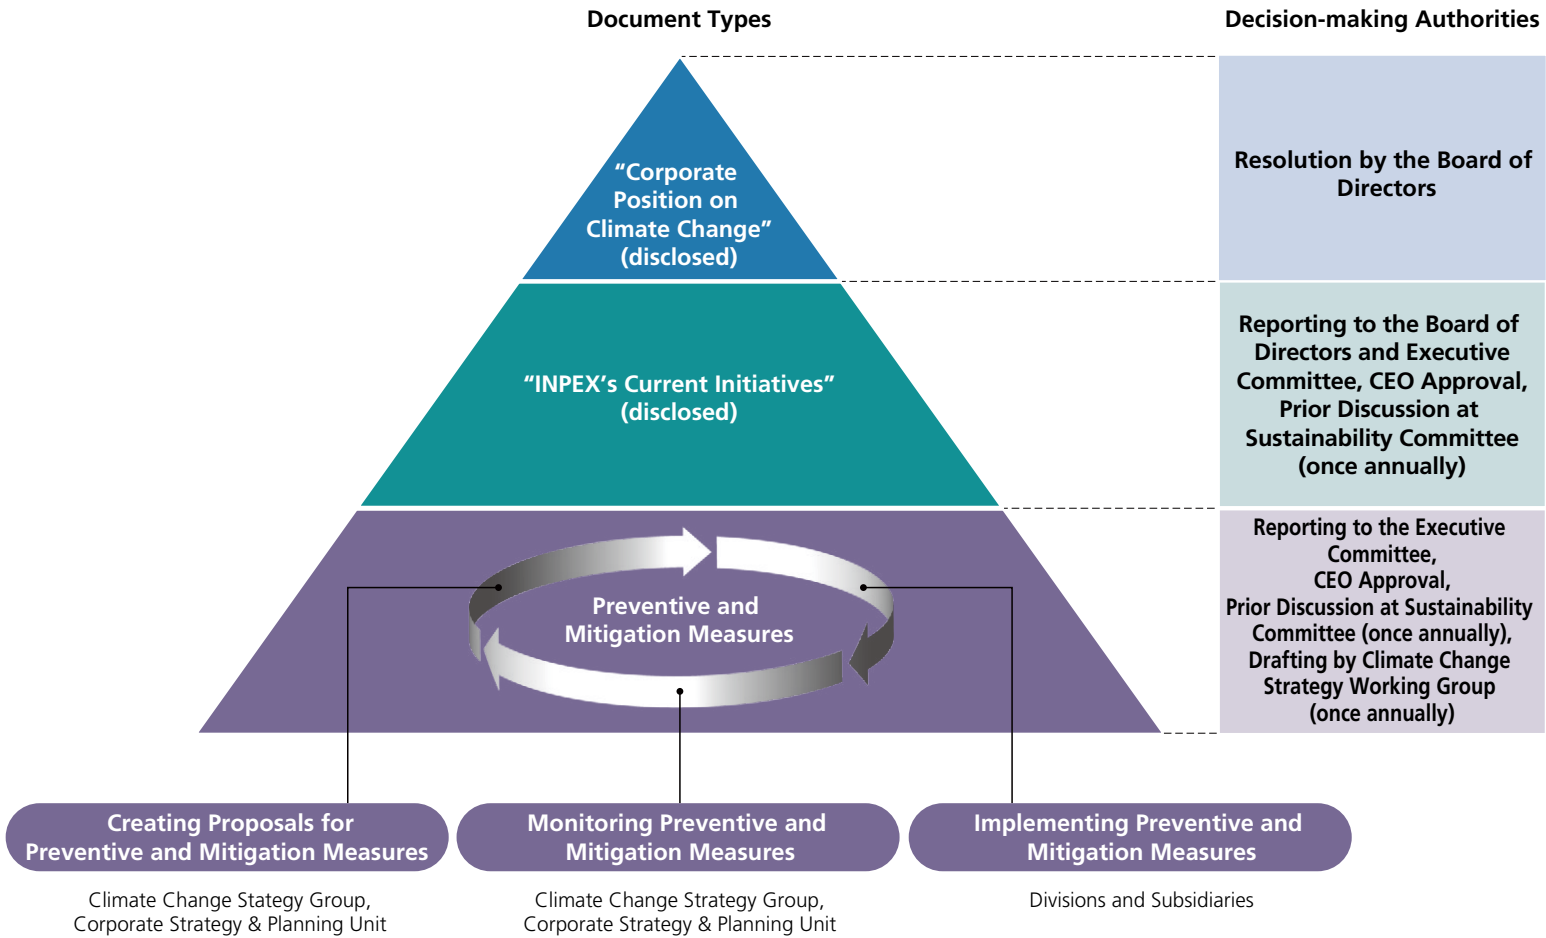 Document Types
Decision-making Authorities
“Corporate
Position on
Climate Change”
(disclosed)
Resolution by the Board of
Directors
“INPEX’s Current Initiatives”
(disclosed)
Reporting to the Board of
Directors and Executive
Committee, CEO Approval,
Prior Discussion at
Sustainability Committee
(once annually)
Preventive and
Mitigation Measures
Reporting to the Executive
Committee,
CEO Approval,
Prior Discussion at Sustainability
Committee (once annually),
Drafting by Climate Change
Strategy Working Group
(once annually)
Creating Proposals for
Preventive and Mitigation Measures
Climate Change Stategy Group,
Corporate Strategy & Planning Unit
Monitoring Preventive and
Mitigation Measures
Climate Change Strategy Group,
Corporate Strategy & Planning Unit
Implementing Preventive and
Mitigation Measures
Divisions and Subsidiaries